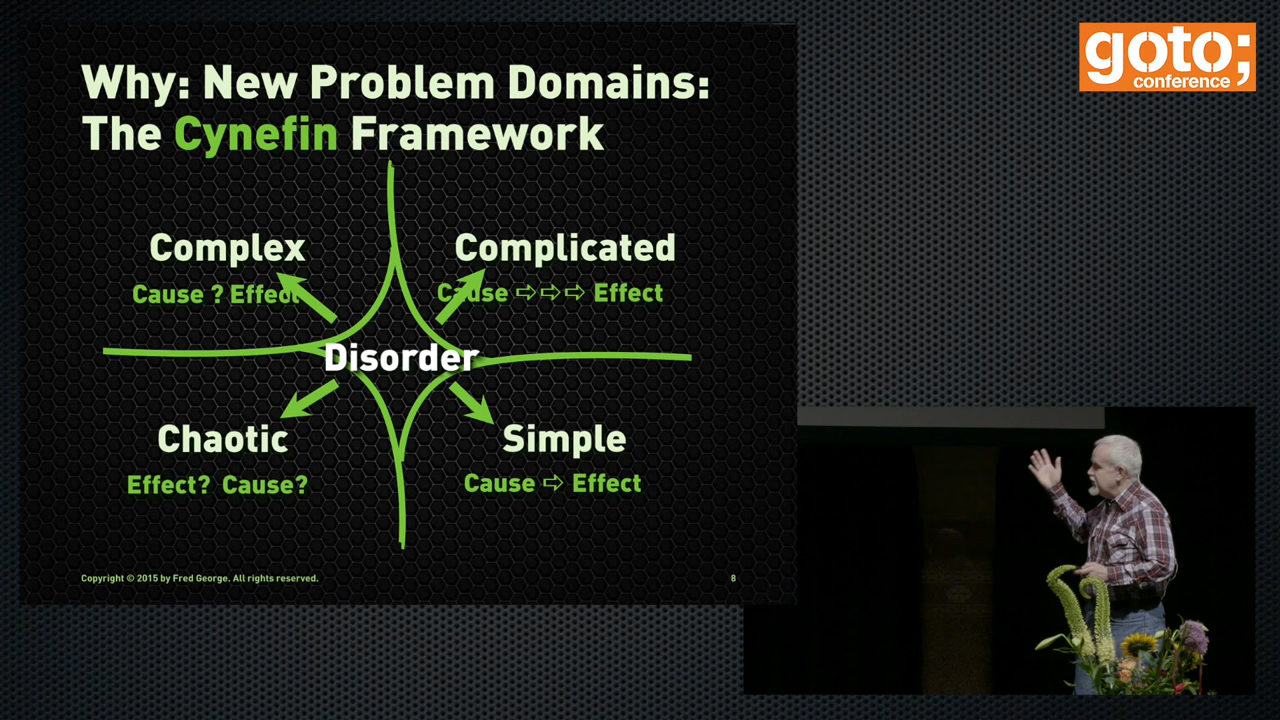 Why: New Problem Domains:
The Cynefin Framework
Complex
Cause ? Effect
Complicated
Cause ⇨⇨⇨ Effect
Disorder
Chaotic
Effect? Cause?
Simple
Cause ⇨ Effect
Copyright © 2015 by Fred George. All rights reserved.
8
goto;
conference